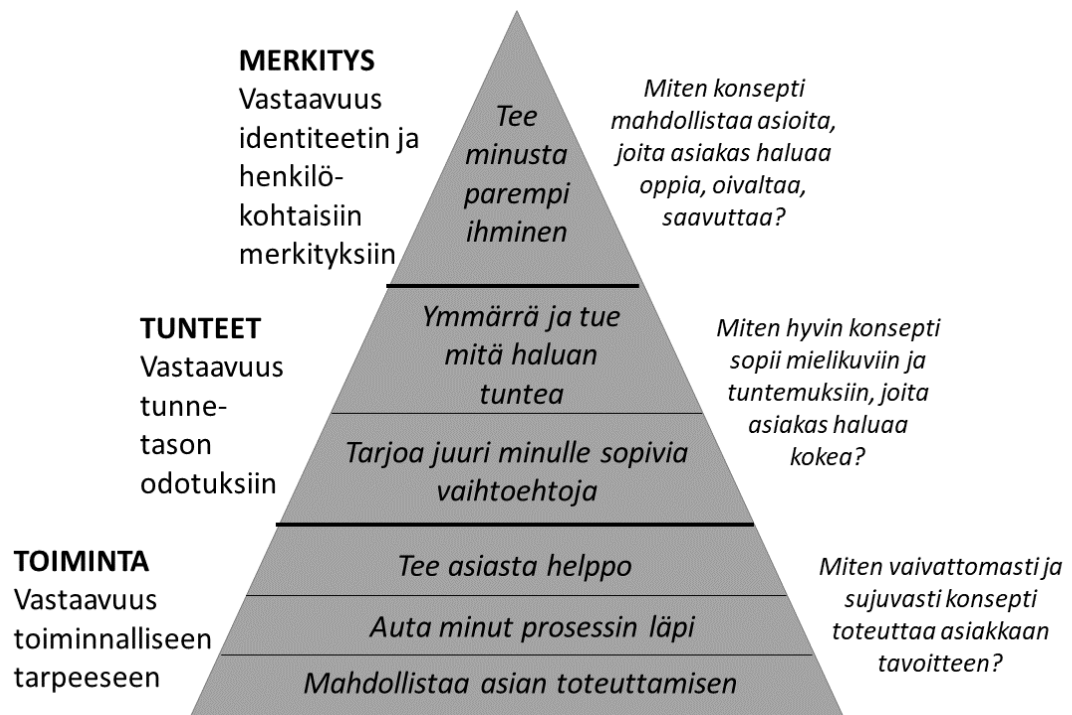 MERKITYS
Vastaavuus
identiteetin ja
henkilö-
kohtaisiin
merkityksiin
Tee
minusta
parempi
ihminen
Miten konsepti
mahdollistaa asioita,
joita asiakas haluaa
oppia, oivaltaa,
saavuttaa?
TUNTEET
Vastaavuus
tunne-
tason
odotuksiin
Ymmärrä ja tue
mitä haluan
tuntea
Tarjoa juuri minulle sopivia
vaihtoehtoja
Miten hyvin konsepti
sopii mielikuviin ja
tuntemuksiin, joita
asiakas haluaa
kokea?
TOIMINTA
Vastaavuus
toiminnalliseen
tarpeeseen
Tee asiasta helppo
Auta minut prosessin läpi
Mahdollistaa asian toteuttamisen
Miten vaivattomasti ja
sujuvasti konsepti
toteuttaa asiakkaan
tavoitteen?